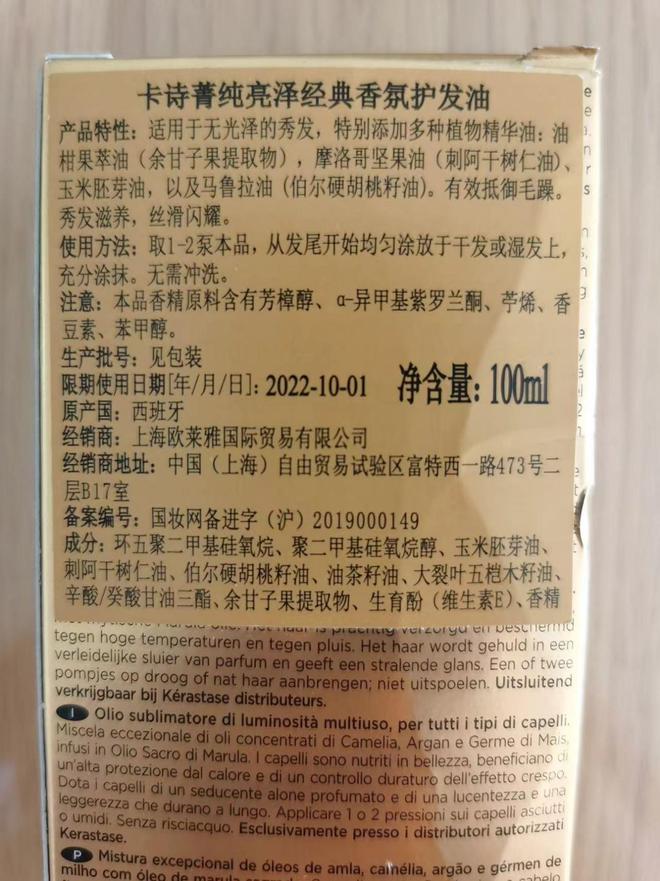 卡诗菁纯亮泽经典香氛护发油
产品特性：适用于无光泽的秀发，特别添加多种植物精华油：油
柑果萃油（余甘子果提取物），摩洛哥坚果油（刺阿干树仁油）、
玉米胚芽油，以及马鲁拉油（伯尔硬胡桃籽油）。有效抵御毛躁。
秀发滋养，丝滑闪耀。
使用方法：取1-2泵本品，从发尾开始均匀涂放于干发或湿发上，
充分涂抹。无需冲洗。
注意：本品香精原料含有芳樟醇、α-异甲基紫罗兰酮、苧烯、香
豆素、苯甲醇。
生产批号：见包装
限期使用日期[年/月/日]：2022-10-01 净含量：100ml
原产国：西班牙
经销商：上海欧莱雅国际贸易有限公司
经销商地址：中国（上海）自由贸易试验区富特西一路473号二
层B17室
备案编号：国妆网备进字（沪）2019000149
成分：环五聚二甲基硅氧烷、聚二甲基硅氧烷醇、玉米胚芽油、
刺阿干树仁油、伯尔硬胡桃籽油、油茶籽油、大裂叶五桤木籽油、
辛酸/癸酸甘油三酯、余甘子果提取物、生育酚（维生素E）、香精
tegen hoge temperaturen en tegen pluis. Het haar wordt gehuld in een
verleidelijke sluier van parfum en geeft een stralende glans. Een of twee
pompjes op droog of nat haar aanbrengen; niet uitspoelen. Uitsluitend
verkrijgbaar bij Kérastase distributeurs.
I Olio sublimatore di luminosità multiuso, per tutti i tipi di capelli.
Miscela eccezionale di oli concentrati di Camelia, Argan e Germe di Mais,
infusi in Olio Sacro di Marula. I capelli sono nutriti in bellezza, beneficiano di
un'alta protezione dal calore e di un controllo duraturo dell'effetto crespo.
Dota i capelli di un seducente alone profumato e di una lucentezza e una
leggerezza che durano a lungo. Applicare 1 o 2 pressioni sui capelli asciutti
o umidi. Senza risciacquo. Esclusivamente presso i distributori autorizzati
Kerastase.
P Mistura excepcional de óleos de amla, camélia, argão e gérmen de
milho com óleo de marula